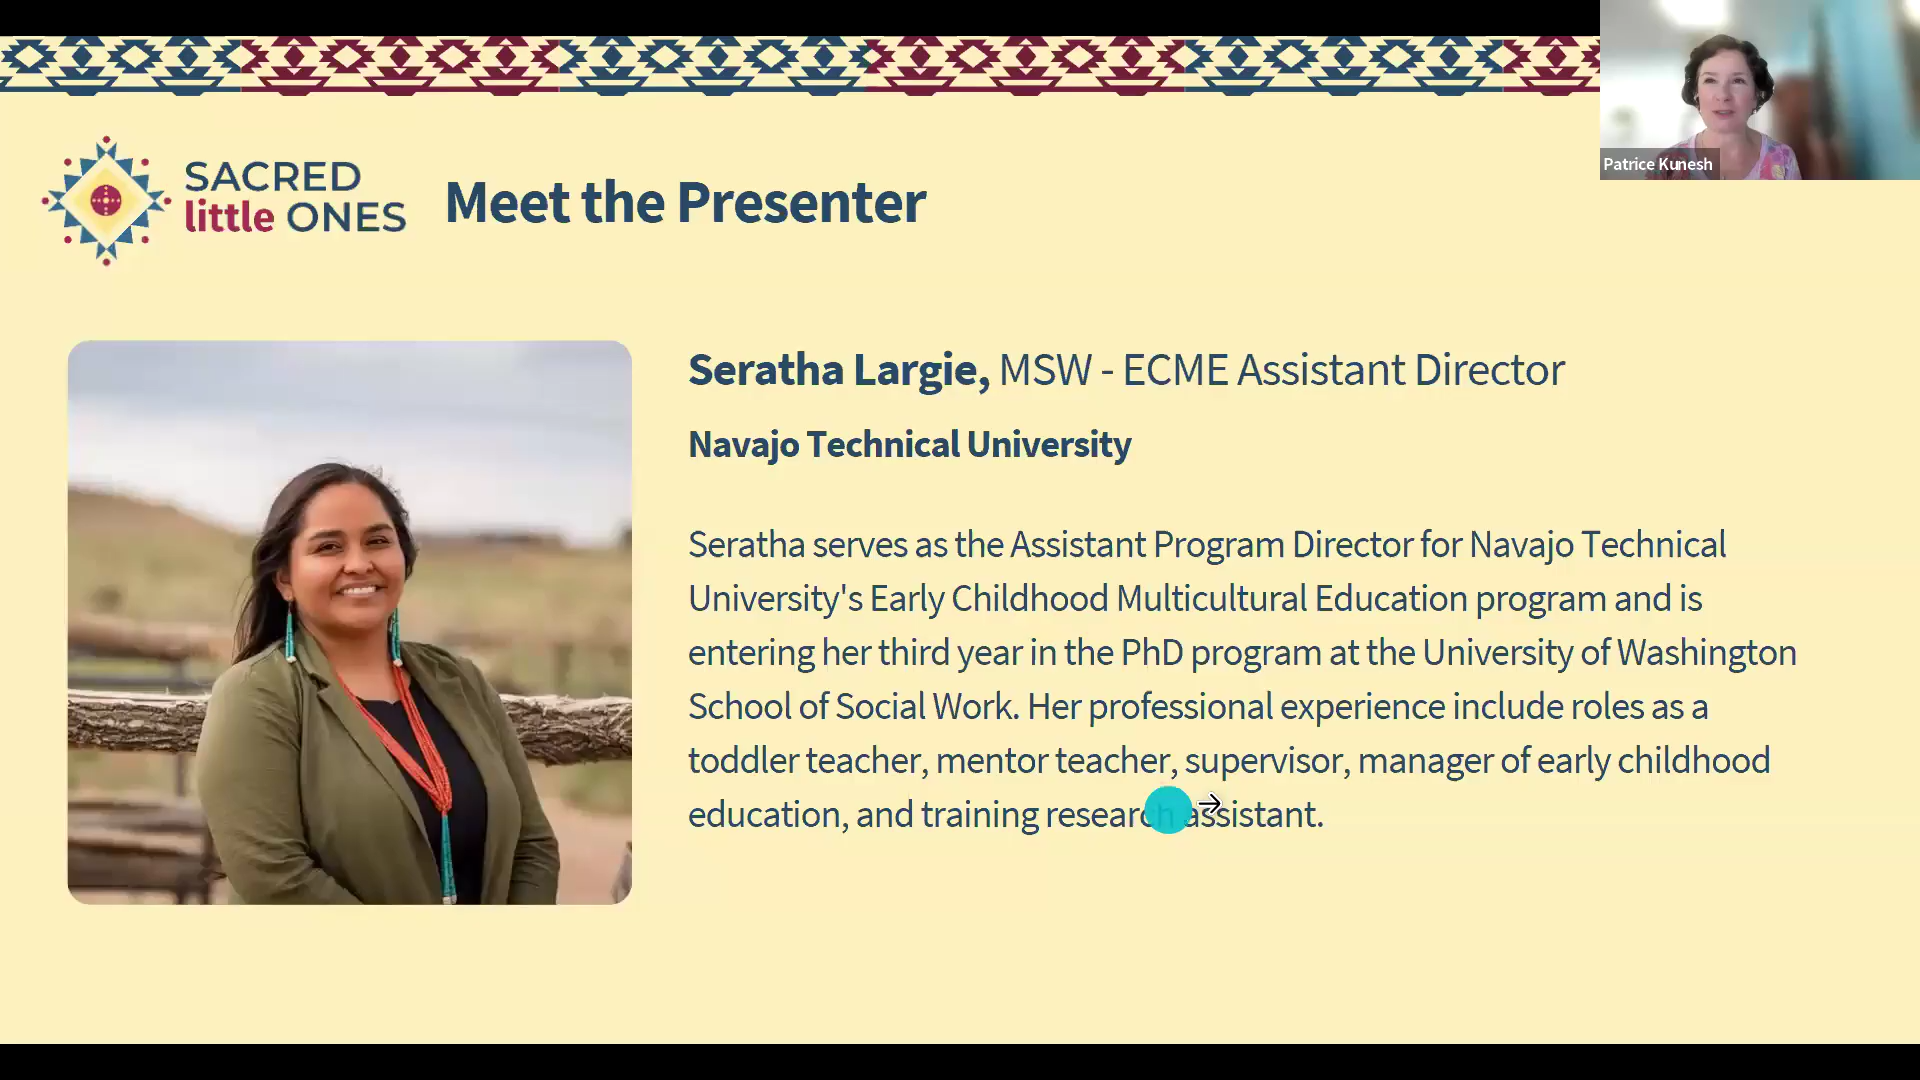 Patrice Kunesh
SACRED
little ONES
Meet the Presenter
Seratha Largie, MSW - ECME Assistant Director
Navajo Technical University
Seratha serves as the Assistant Program Director for Navajo Technical
University's Early Childhood Multicultural Education program and is
entering her third year in the PhD program at the University of Washington
School of Social Work. Her professional experience include roles as a
toddler teacher, mentor teacher, supervisor, manager of early childhood
education, and training research assistant.